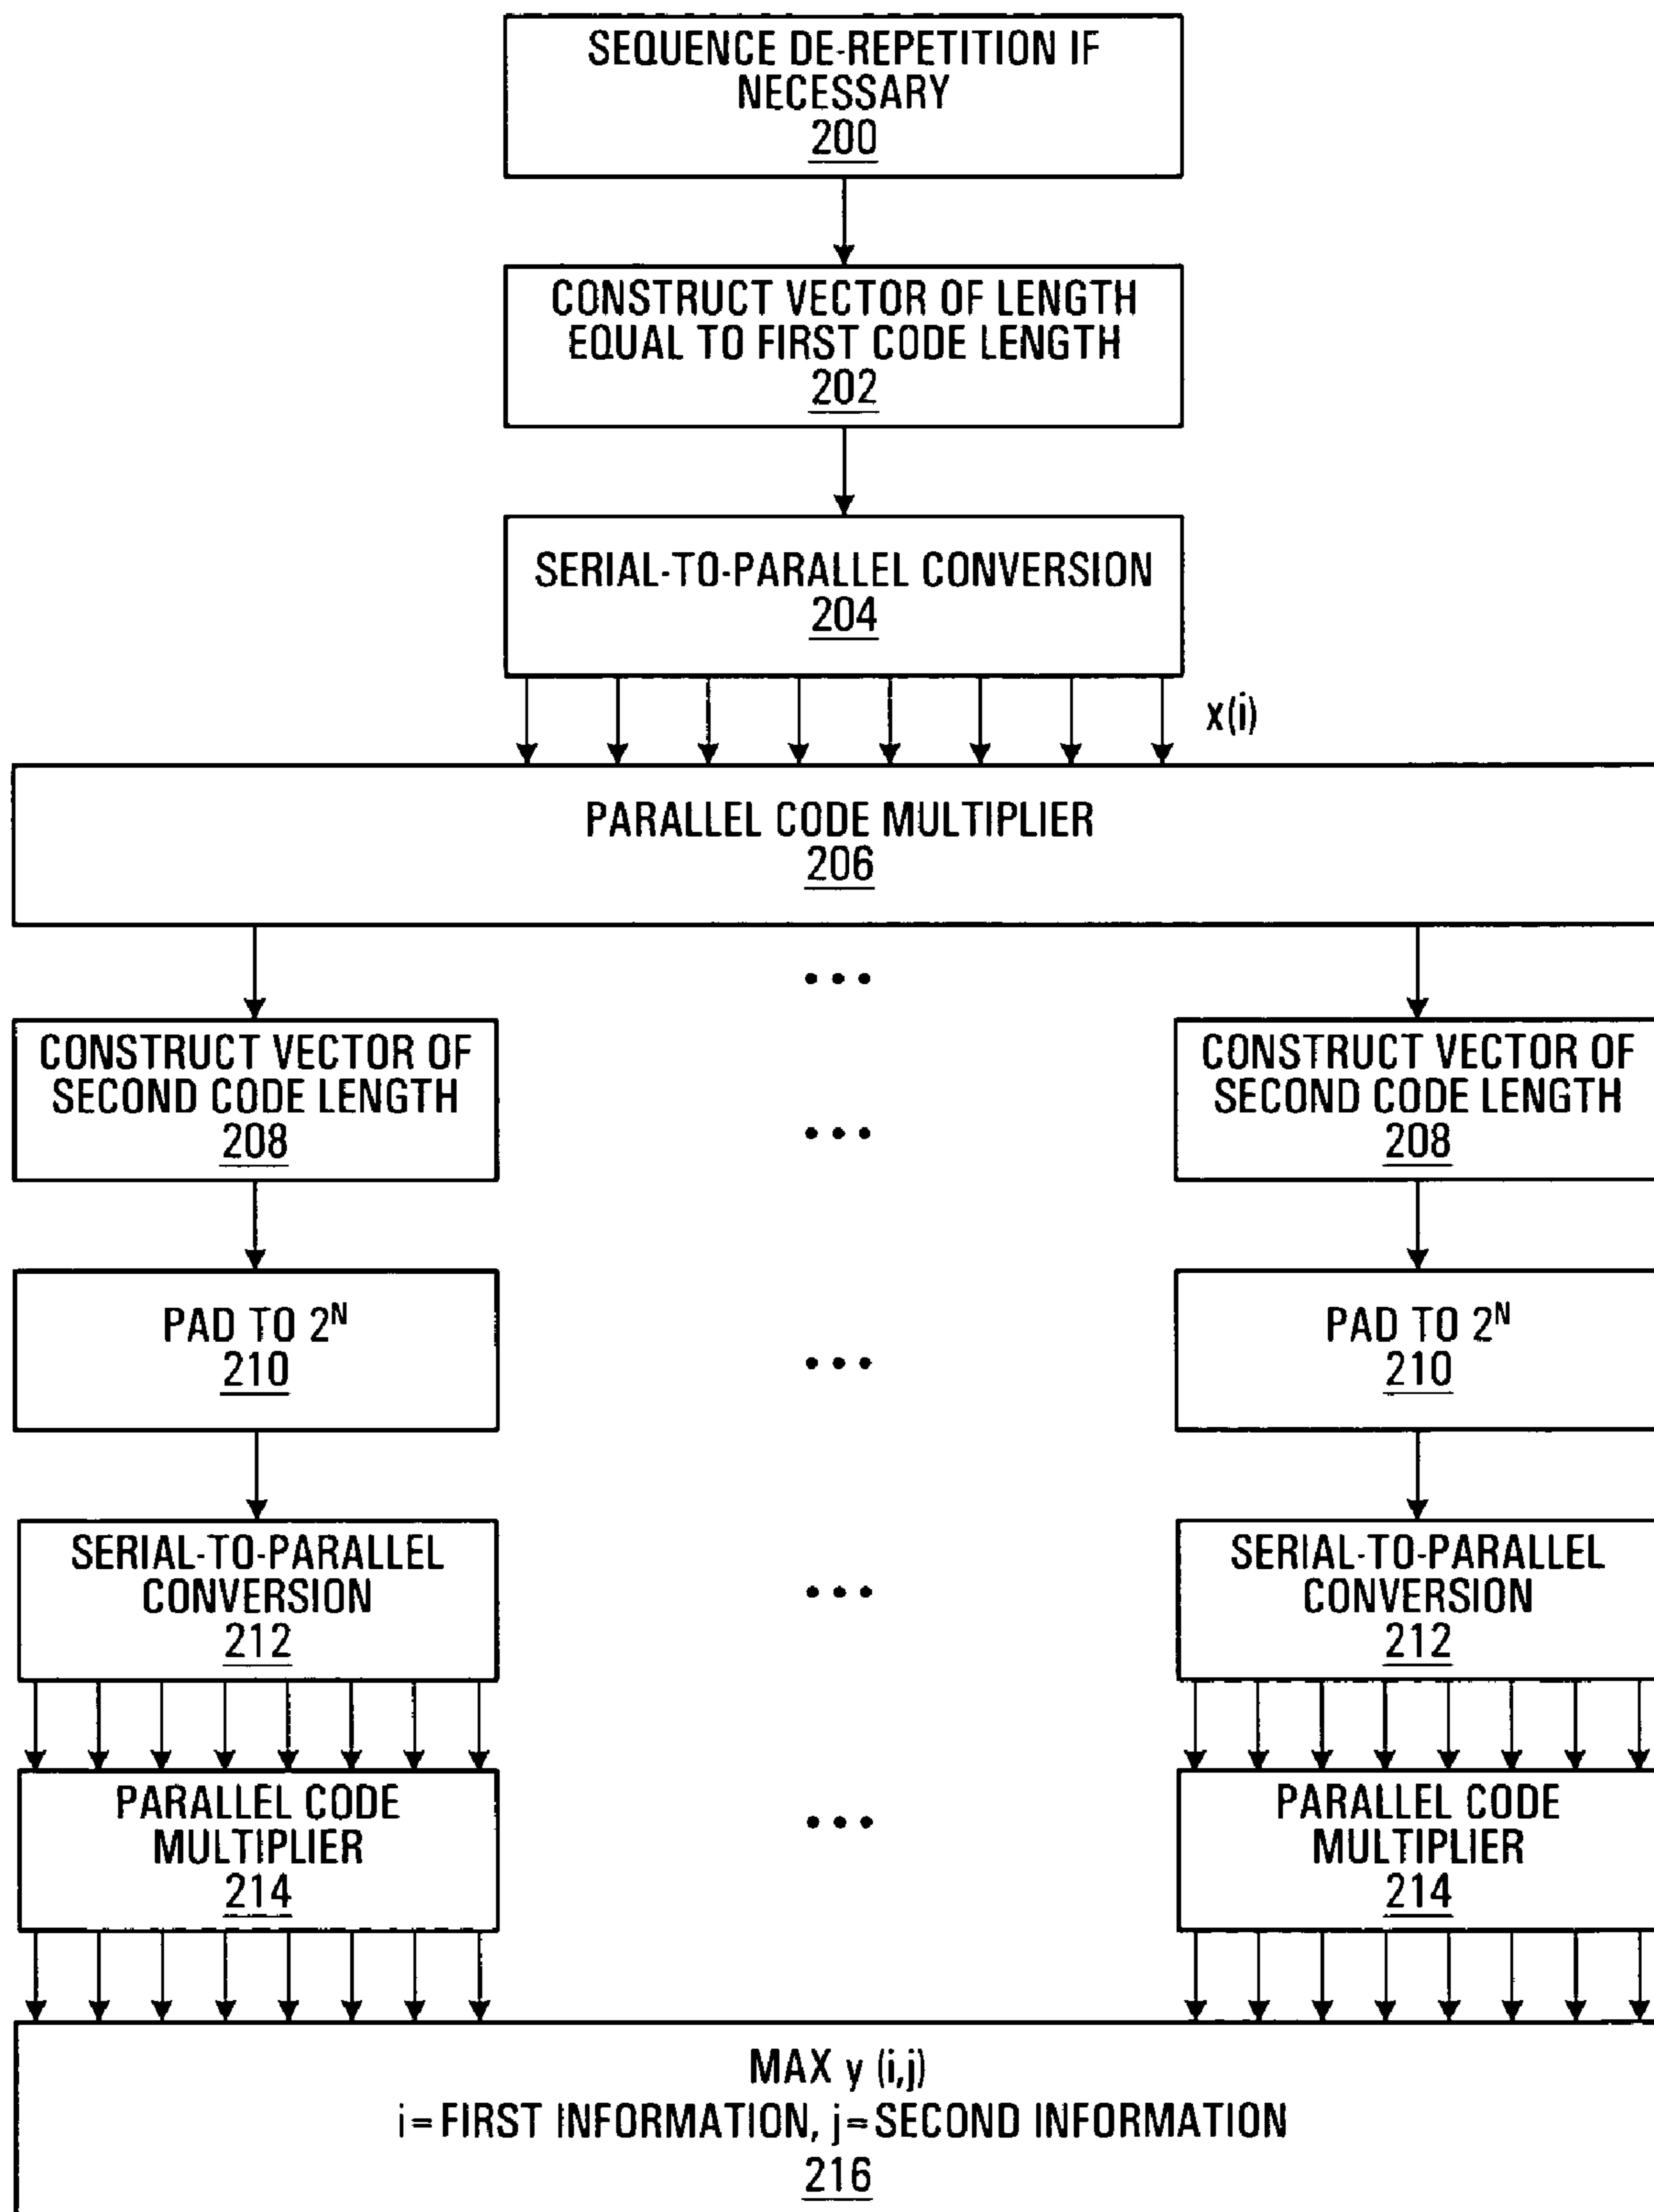 SEQUENCE DE-REPETITION IF
NECESSARY
200
CONSTRUCT VECTOR OF LENGTH
EQUAL TO FIRST CODE LENGTH
202
SERIAL-TO-PARALLEL CONVERSION
204
x(i)
PARALLEL CODE MULTIPLIER
206
• • •
CONSTRUCT VECTOR OF
SECOND CODE LENGTH
208
• • •
CONSTRUCT VECTOR OF
SECOND CODE LENGTH
208
PAD TO 2ᴺ
210
• • •
PAD TO 2ᴺ
210
SERIAL-TO-PARALLEL
CONVERSION
212
• • •
SERIAL-TO-PARALLEL
CONVERSION
212
PARALLEL CODE
MULTIPLIER
214
• • •
PARALLEL CODE
MULTIPLIER
214
MAX y (i,j)
i=FIRST INFORMATION, j=SECOND INFORMATION
216